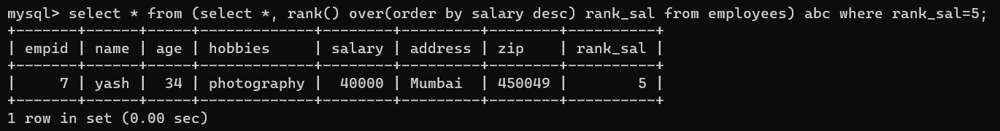 mysql> select * from (select *, rank() over(order by salary desc) rank_sal from employees) abc where rank_sal=5;
+-------+------+-----+-------------+--------+---------+--------+----------+
| empid | name | age | hobbies     | salary | address | zip    | rank_sal |
+-------+------+-----+-------------+--------+---------+--------+----------+
|     7 | yash |  34 | photography |  40000 | Mumbai  | 450049 |        5 |
+-------+------+-----+-------------+--------+---------+--------+----------+
1 row in set (0.00 sec)